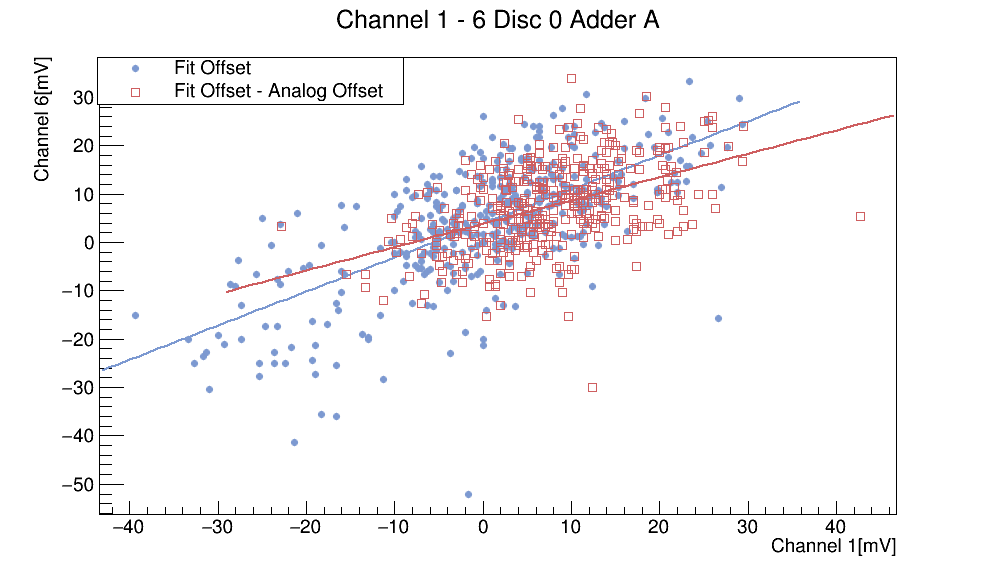 Channel 1 - 6 Disc 0 Adder A
Fit Offset
Fit Offset - Analog Offset
Channel 6[mV]
30
20
10
0
−10
−20
−30
−40
−50
−40 −30 −20 −10 0 10 20 30 40
Channel 1[mV]